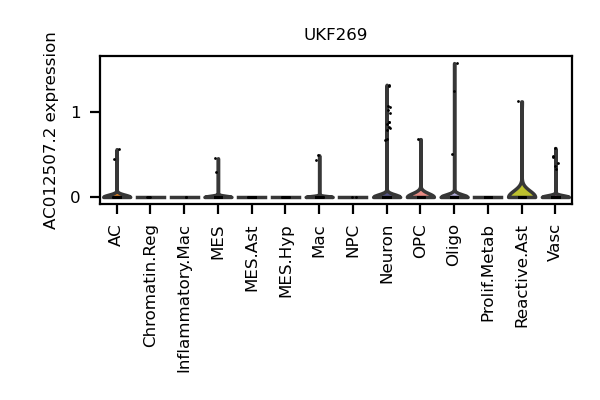 UKF269
AC012507.2 expression
1
0
AC
Chromatin.Reg
Inflammatory.Mac
MES
MES.Ast
MES.Hyp
Mac
NPC
Neuron
OPC
Oligo
Prolif.Metab
Reactive.Ast
Vasc